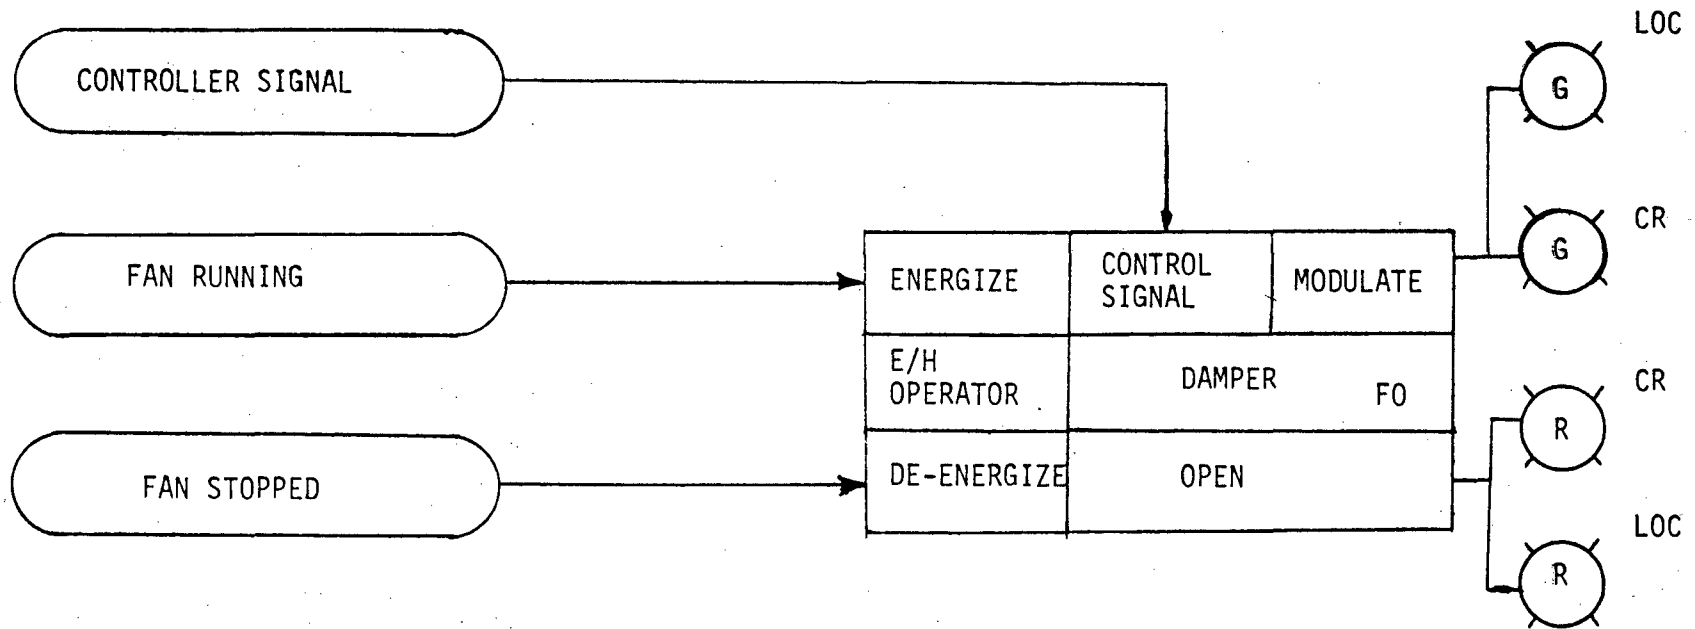 LOC
CONTROLLER SIGNAL
G
CR
FAN RUNNING
G
ENERGIZE
CONTROL
SIGNAL
MODULATE
E/H
OPERATOR
DAMPER
FO
CR
R
FAN STOPPED
DE-ENERGIZE
OPEN
LOC
R